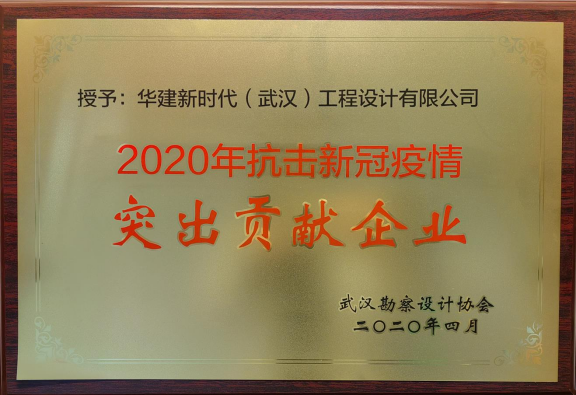 授予：华建新时代（武汉）工程设计有限公司
2020年抗击新冠疫情
突出贡献企业
武汉勘察设计协会
二〇二〇年四月